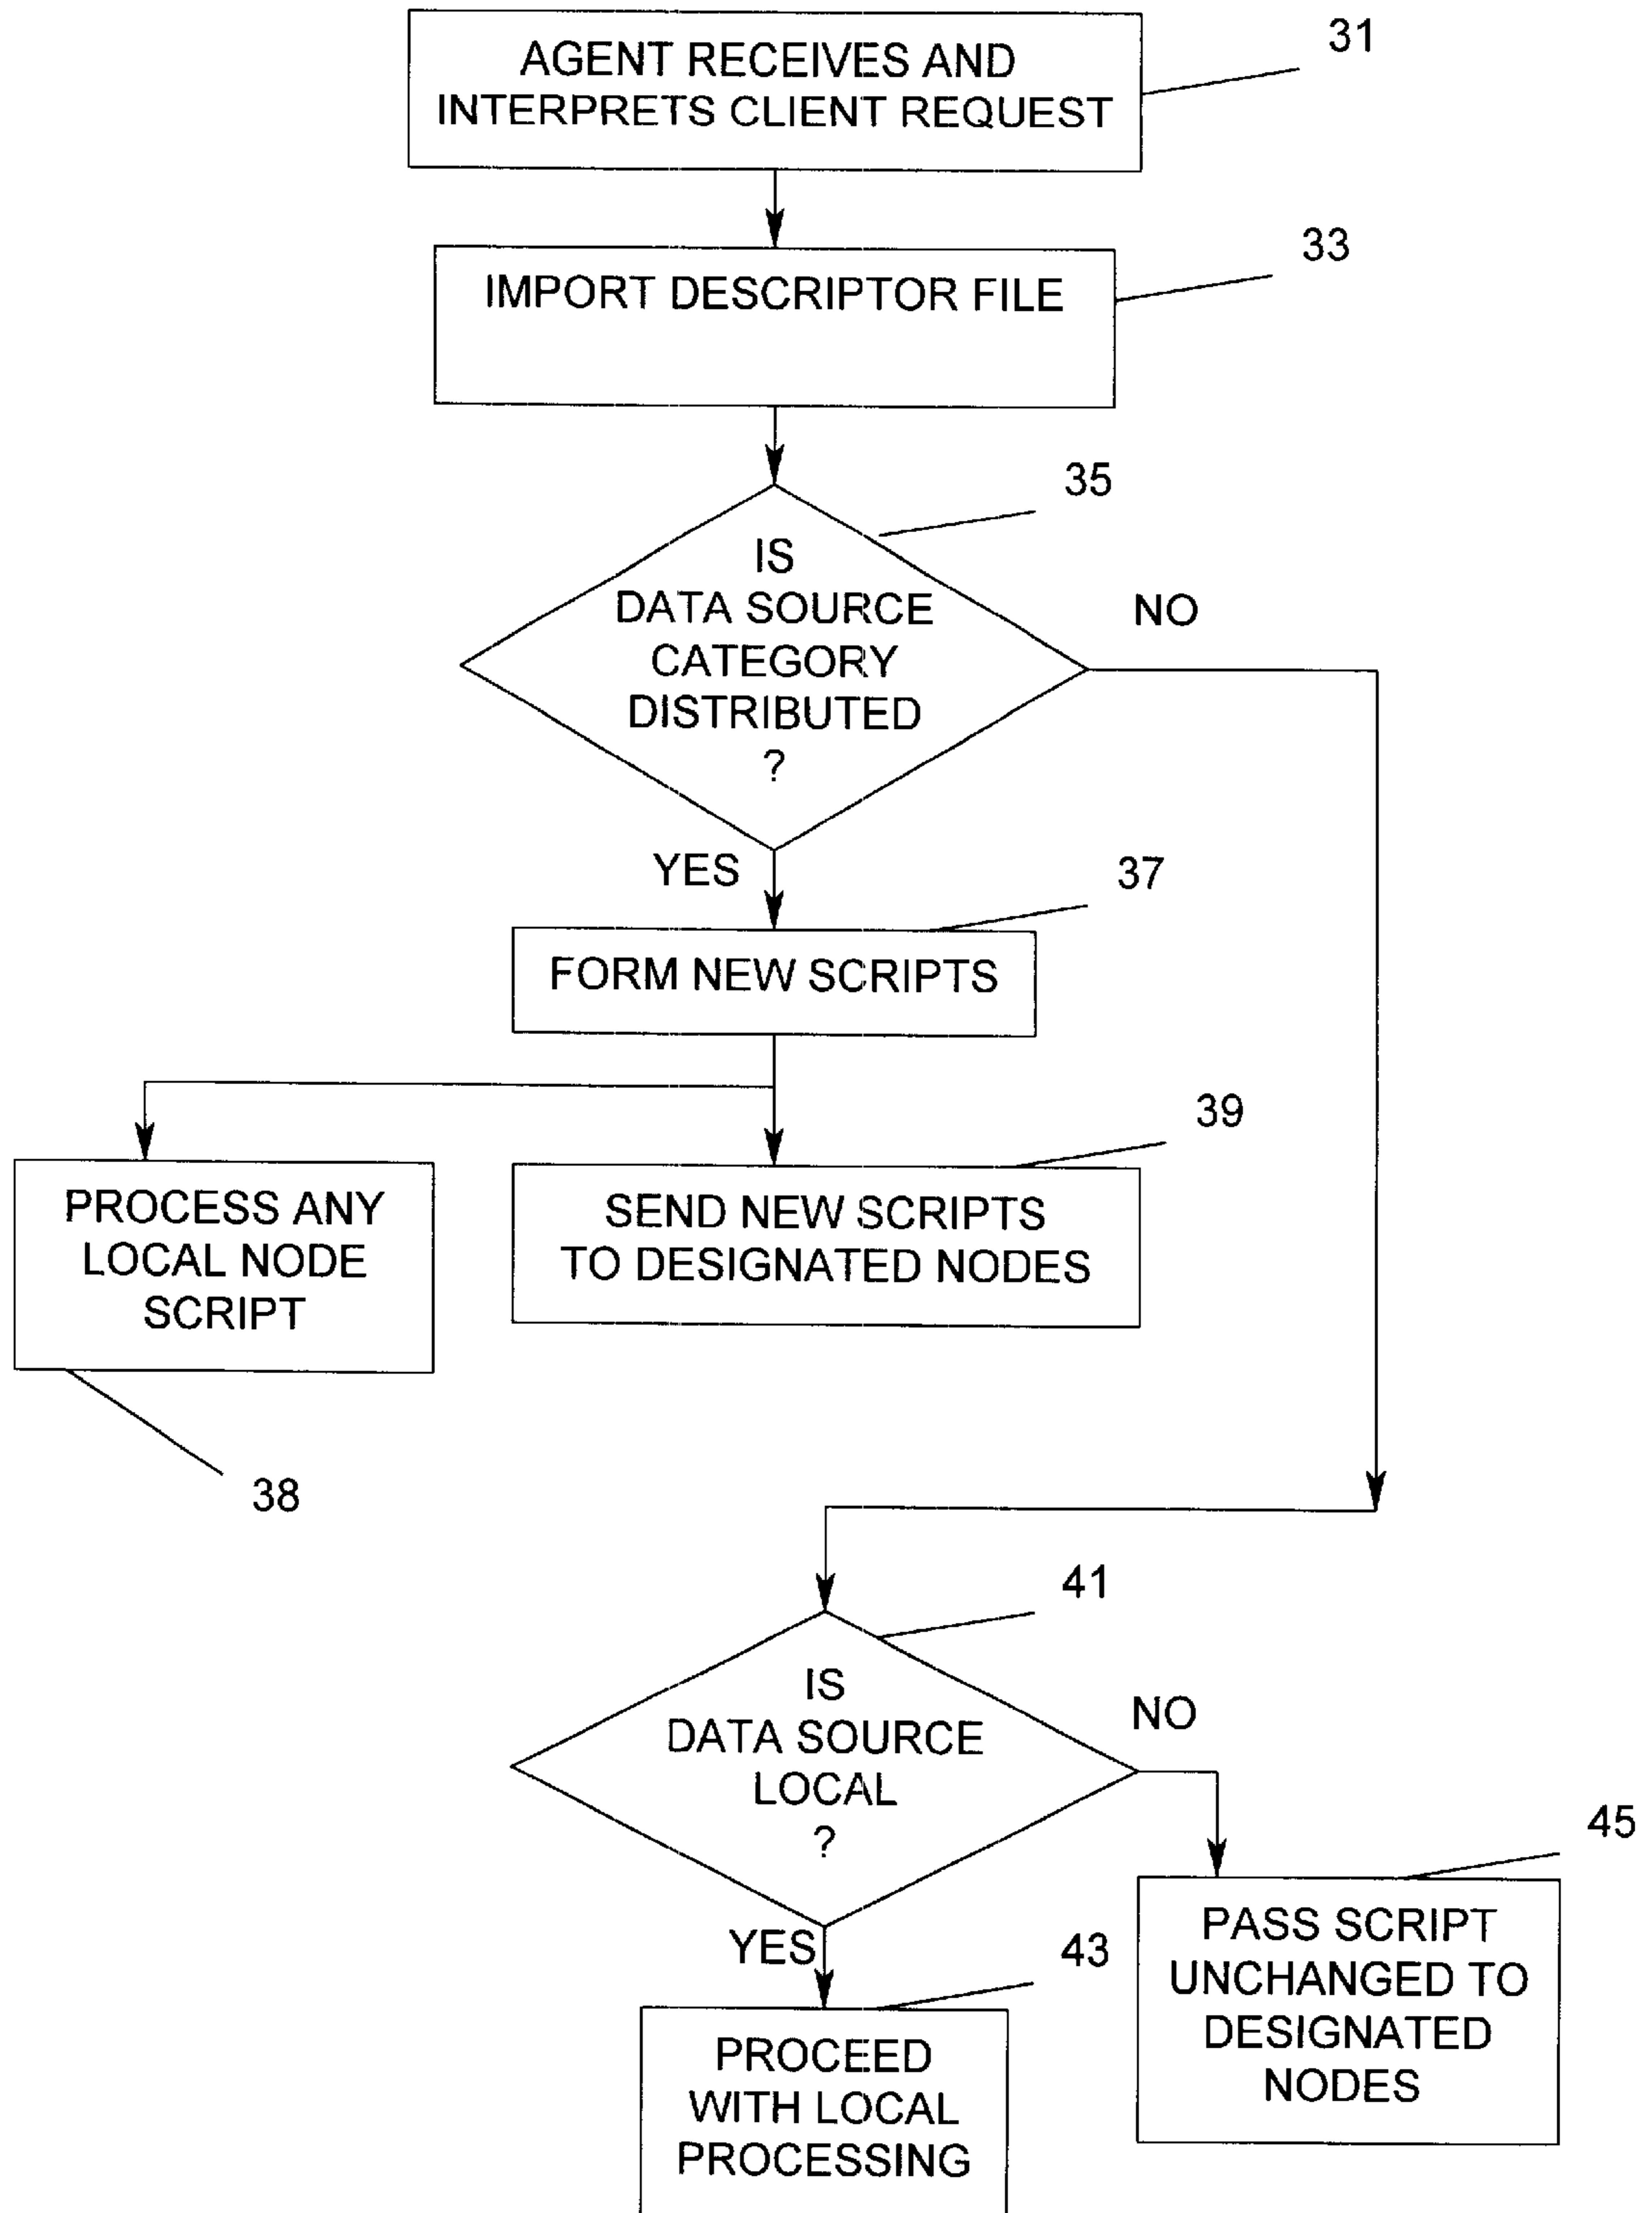 31
AGENT RECEIVES AND
INTERPRETS CLIENT REQUEST
33
IMPORT DESCRIPTOR FILE
35
IS
DATA SOURCE
CATEGORY
DISTRIBUTED
?
NO
YES
37
FORM NEW SCRIPTS
39
PROCESS ANY
LOCAL NODE
SCRIPT
SEND NEW SCRIPTS
TO DESIGNATED NODES
38
41
IS
DATA SOURCE
LOCAL
?
NO
YES
45
43
PASS SCRIPT
UNCHANGED TO
DESIGNATED
NODES
PROCEED
WITH LOCAL
PROCESSING